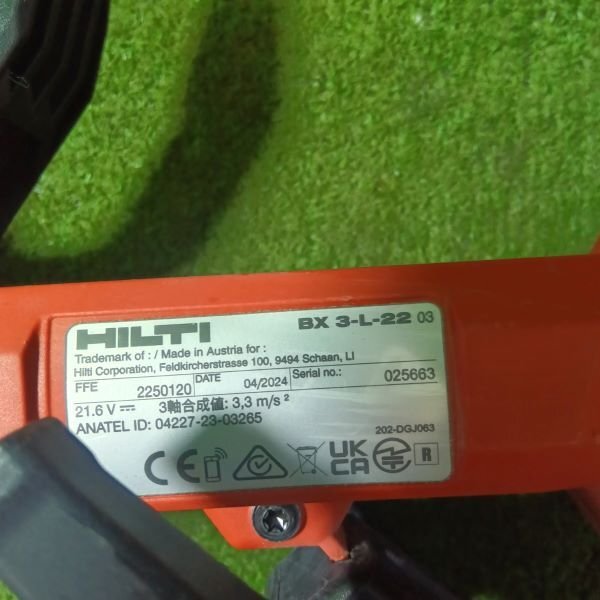 HILTI BX 3-L-22 03
Trademark of : / Made in Austria for :
Hilti Corporation, Feldkircherstrasse 100, 9494 Schaan, LI
FFE 2250120 DATE 04/2024 Serial no.: 025663
21.6 V 3軸合成値: 3,3 m/s²
ANATEL ID: 04227-23-03265
202-DGJ063
CE UK CA R